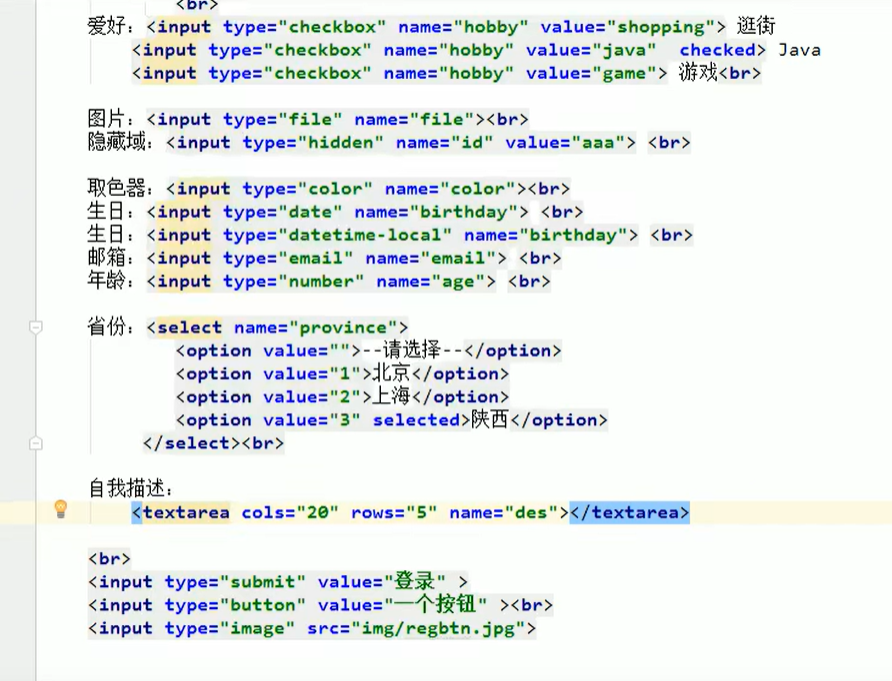 <br>
爱好：<input type="checkbox" name="hobby" value="shopping"> 逛街
<input type="checkbox" name="hobby" value="java"  checked> Java
<input type="checkbox" name="hobby" value="game"> 游戏<br>
图片：<input type="file" name="file"><br>
隐藏域：<input type="hidden" name="id" value="aaa"> <br>
取色器：<input type="color" name="color"><br>
生日：<input type="date" name="birthday"> <br>
生日：<input type="datetime-local" name="birthday"> <br>
邮箱：<input type="email" name="email"> <br>
年龄：<input type="number" name="age"> <br>
省份：<select name="province">
<option value="">--请选择--</option>
<option value="1">北京</option>
<option value="2">上海</option>
<option value="3" selected>陕西</option>
</select><br>
自我描述：
<textarea cols="20" rows="5" name="des"></textarea>
<br>
<input type="submit" value="登录" >
<input type="button" value="一个按钮" ><br>
<input type="image" src="img/regbtn.jpg">